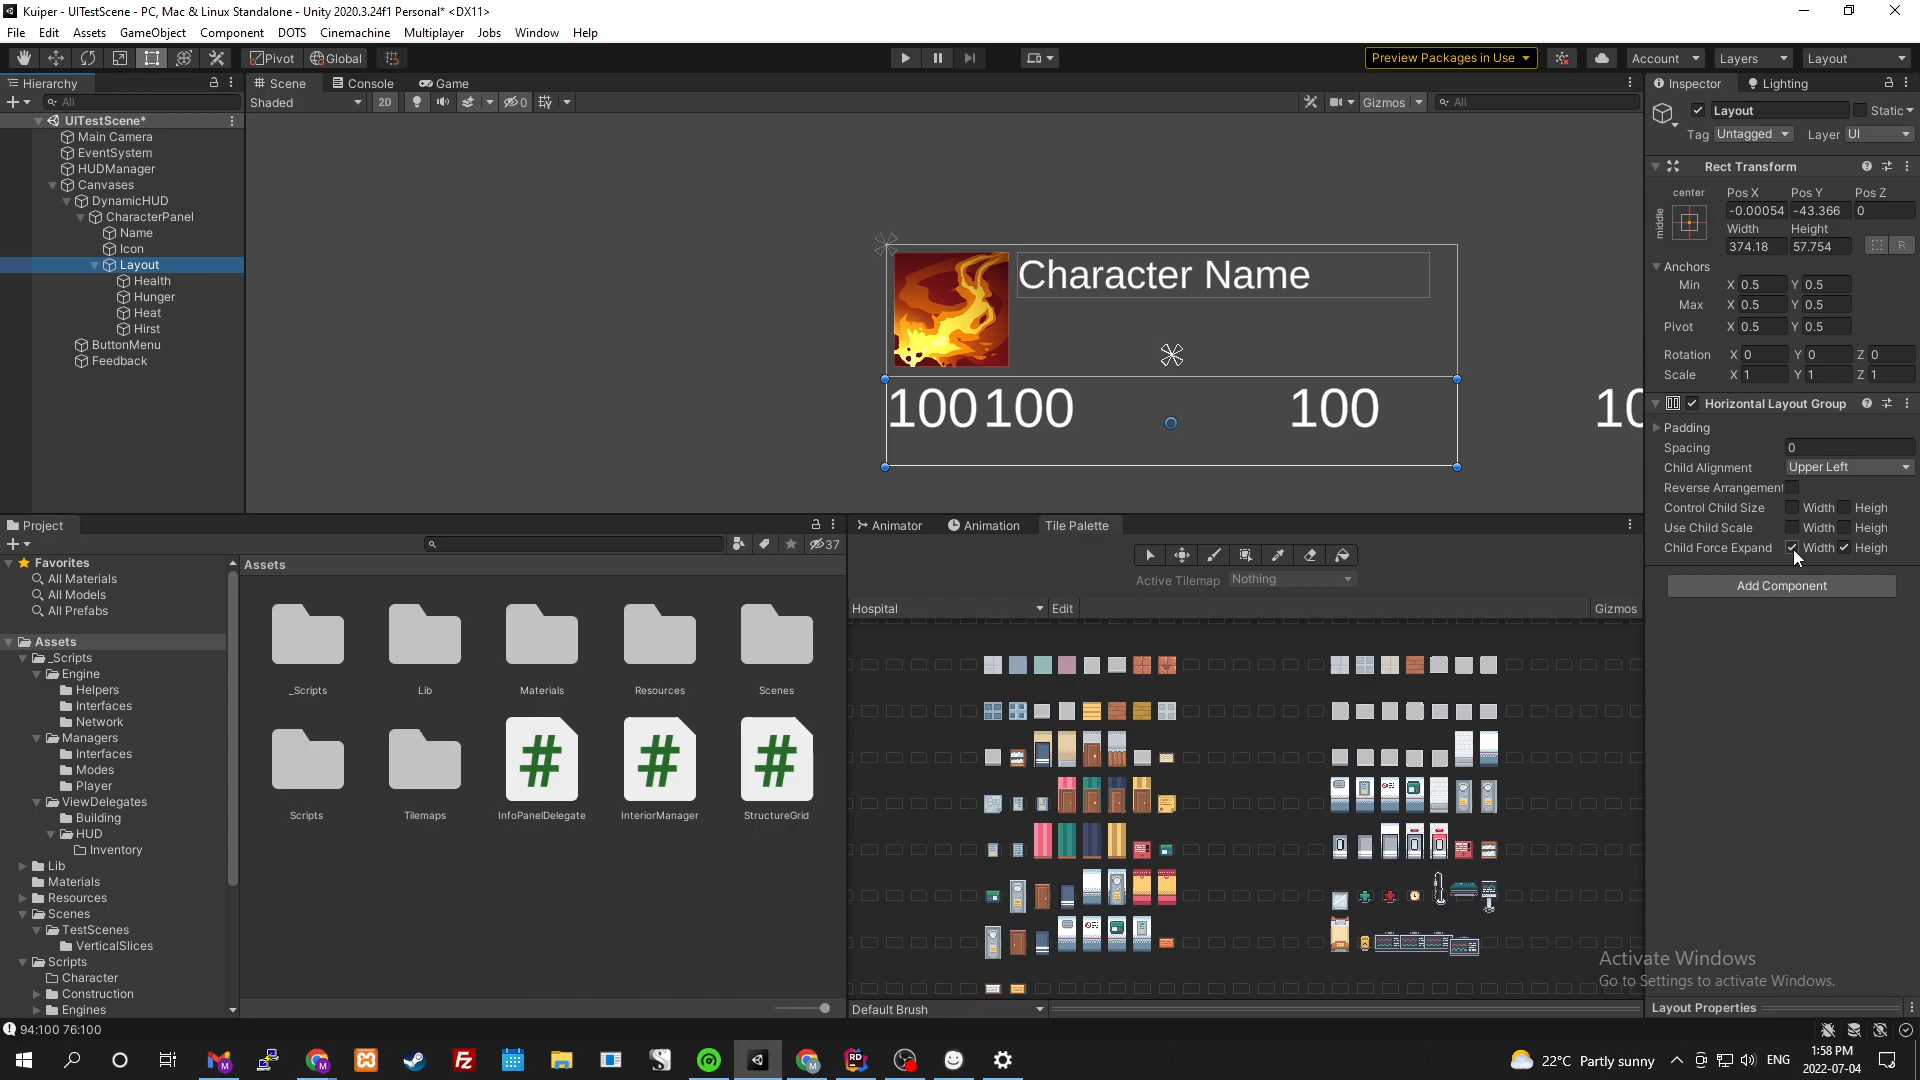 Kuiper - UITestScene - PC, Mac & Linux Standalone - Unity 2020.3.24f1 Personal* <DX11>
File Edit Assets GameObject Component DOTS Cinemachine Multiplayer Jobs Window Help
Pivot Global Preview Packages in Use Account Layers Layout
Hierarchy Scene Console Game Inspector Lighting
All Shaded 2D 0 Gizmos All
Layout Static
Tag Untagged Layer UI
UITestScene*
Main Camera
EventSystem
HUDManager
Canvases
DynamicHUD
CharacterPanel
Name
Icon
Layout
Health
Hunger
Heat
Hirst
ButtonMenu
Feedback
Character Name
100 100 100 10
Rect Transform
center Pos X Pos Y Pos Z
middle -0.00054 -43.366 0
Width Height
374.18 57.754 R
Anchors
Min X 0.5 Y 0.5
Max X 0.5 Y 0.5
Pivot X 0.5 Y 0.5
Rotation X 0 Y 0 Z 0
Scale X 1 Y 1 Z 1
Horizontal Layout Group
Padding
Spacing 0
Child Alignment Upper Left
Reverse Arrangement
Control Child Size Width Heigh
Use Child Scale Width Heigh
Child Force Expand Width Heigh
Add Component
Project
37
Favorites
All Materials
All Models
All Prefabs
Assets
_Scripts
Engine
Helpers
Interfaces
Network
Managers
Interfaces
Modes
Player
ViewDelegates
Building
HUD
Inventory
Lib
Materials
Resources
Scenes
TestScenes
VerticalSlices
Scripts
Character
Construction
Engines
Assets
_Scripts Lib Materials Resources Scenes
Scripts Tilemaps InfoPanelDelegate InteriorManager StructureGrid
Animator Animation Tile Palette
Active Tilemap Nothing
Hospital Edit Gizmos
Default Brush
Activate Windows
Go to Settings to activate Windows.
Layout Properties
94:100 76:100
22°C Partly sunny ENG 1:58 PM
2022-07-04